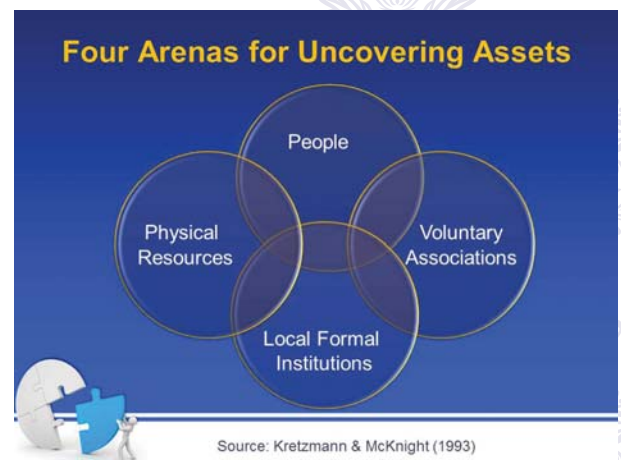 Four Arenas for Uncovering Assets
People
Physical
Resources
Voluntary
Associations
Local Formal
Institutions
Source: Kretzmann & McKnight (1993)